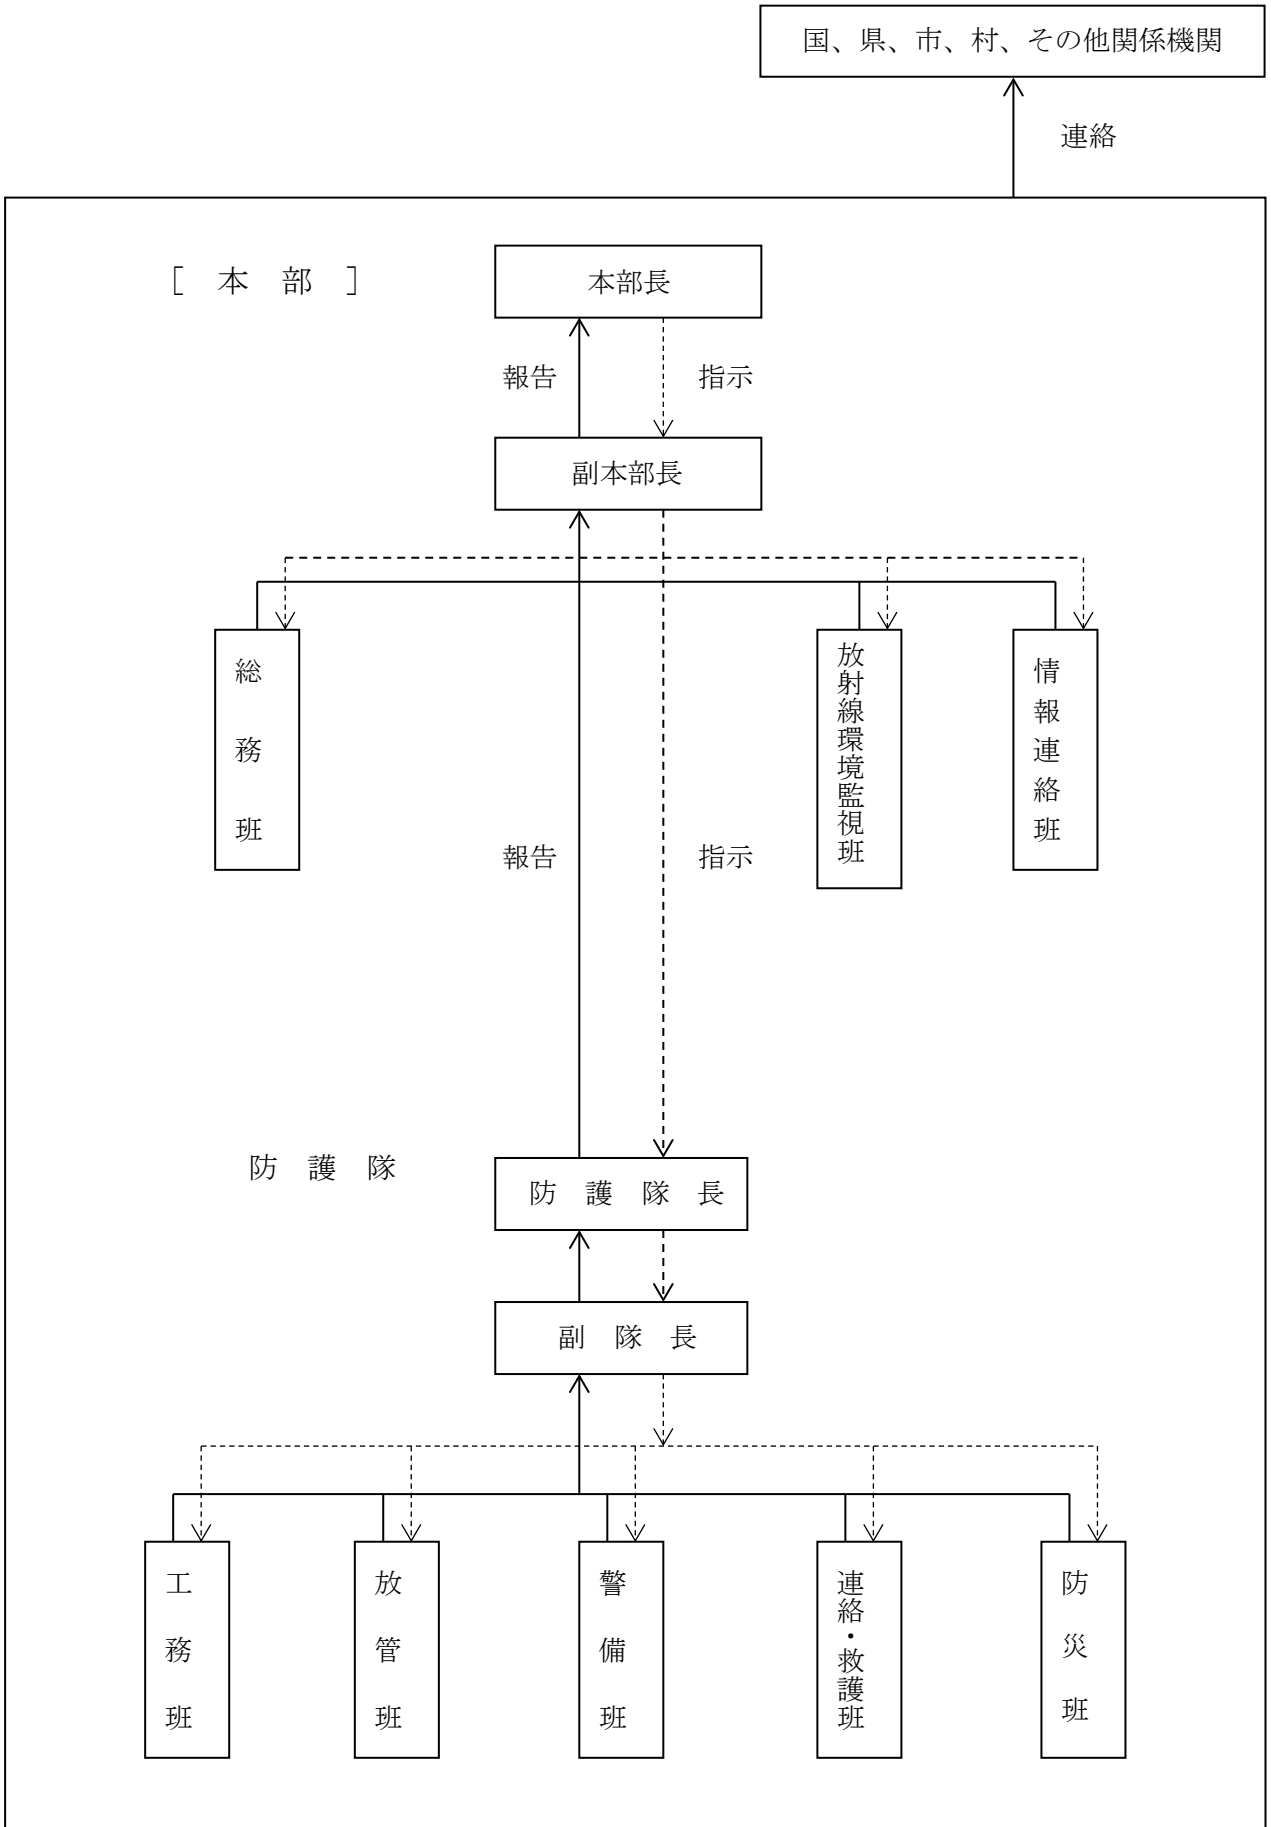 国、県、市、村、その他関係機関
連絡
［　本　部　］
本部長
報告
指示
副本部長
総務班
放射線環境監視班
情報連絡班
報告
指示
防　護　隊
防　護　隊　長
副　隊　長
工務班
放管班
警備班
連絡・救護班
防災班